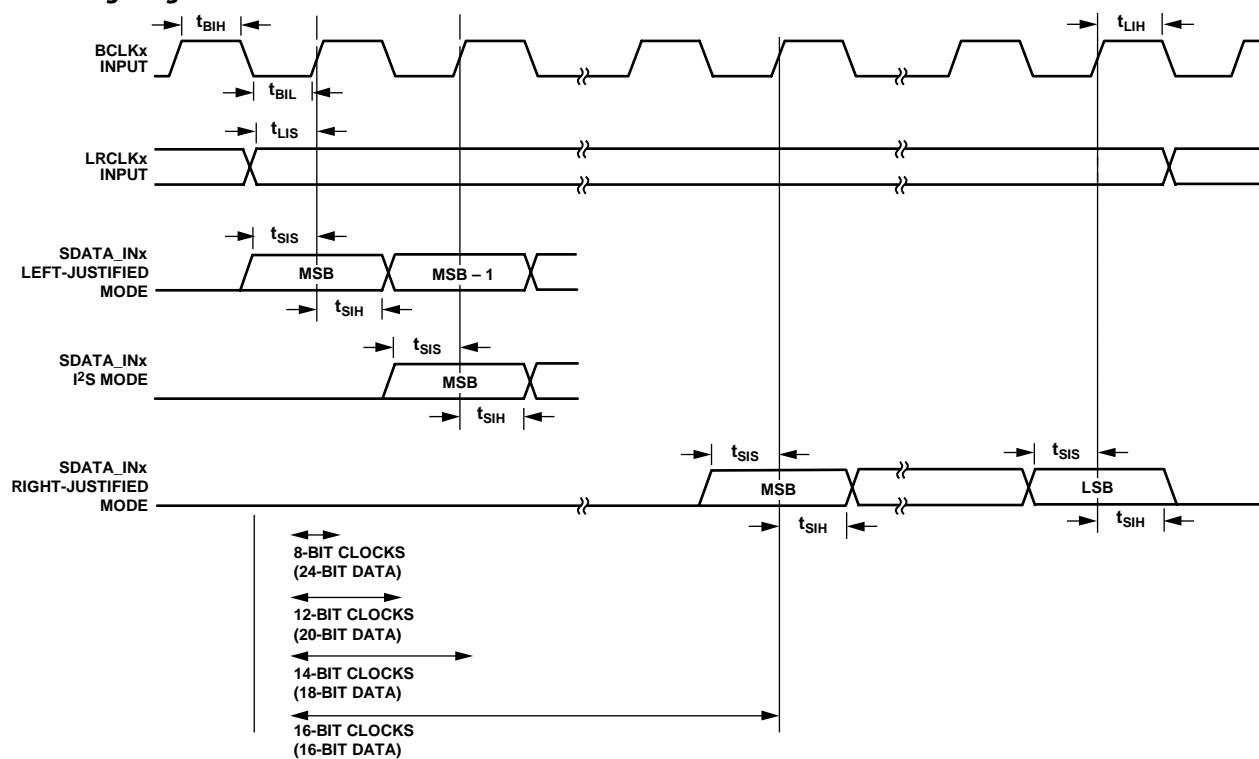 tBIH
tLIH
BCLKx
INPUT
tBIL
tLIS
LRCLKx
INPUT
tSIS
SDATA_INx
LEFT-JUSTIFIED
MODE
MSB
MSB – 1
tSIH
tSIS
SDATA_INx
I2S MODE
MSB
tSIH
tSIS
tSIS
SDATA_INx
RIGHT-JUSTIFIED
MODE
MSB
LSB
tSIH
tSIH
8-BIT CLOCKS
(24-BIT DATA)
12-BIT CLOCKS
(20-BIT DATA)
14-BIT CLOCKS
(18-BIT DATA)
16-BIT CLOCKS
(16-BIT DATA)